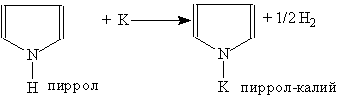 + K + 1/2 H2
N N
H пиррол K пиррол-калий